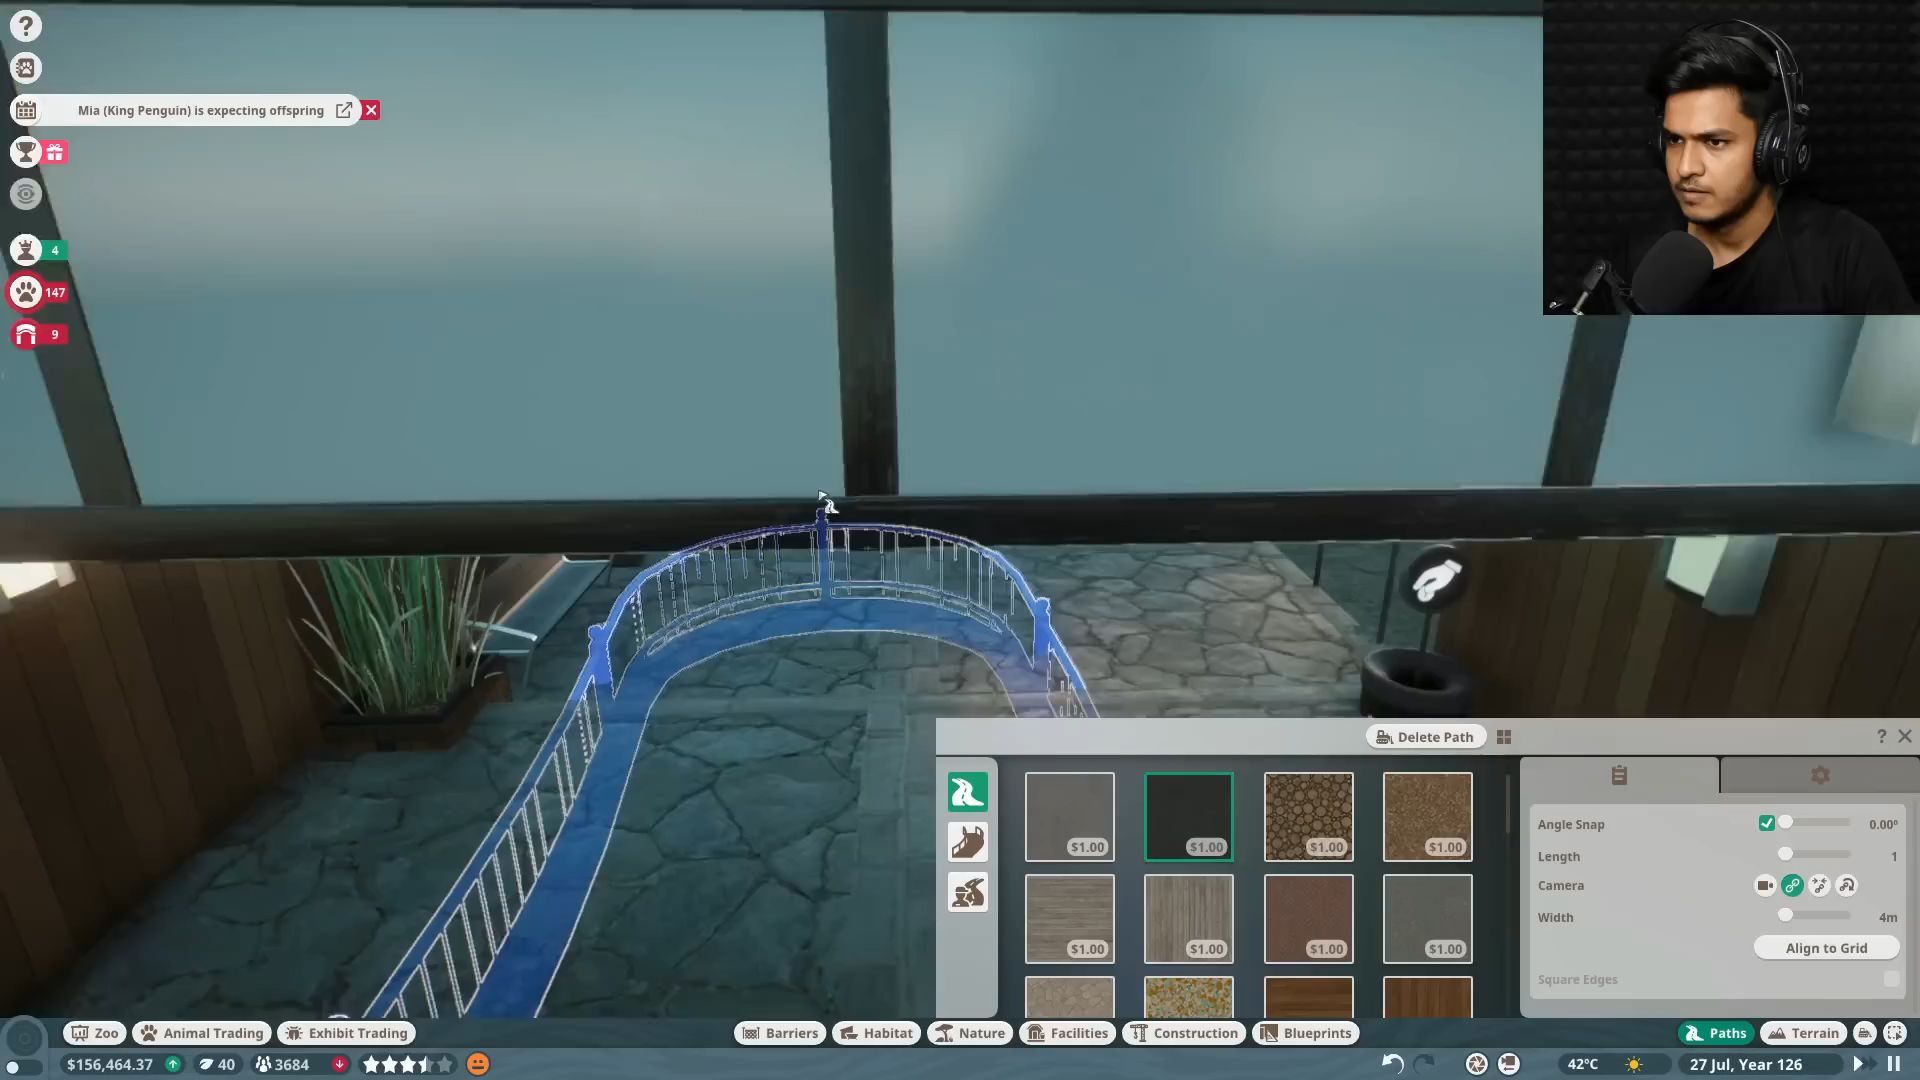 ?
Mia (King Penguin) is expecting offspring
4
147
9
Delete Path
?
$1.00
$1.00
$1.00
$1.00
$1.00
$1.00
$1.00
$1.00
Angle Snap
0.00°
Length
1
Camera
Width
4m
Align to Grid
Square Edges
Zoo
Animal Trading
Exhibit Trading
Barriers
Habitat
Nature
Facilities
Construction
Blueprints
Paths
Terrain
$156,464.37
40
3684
42°C
27 Jul, Year 126